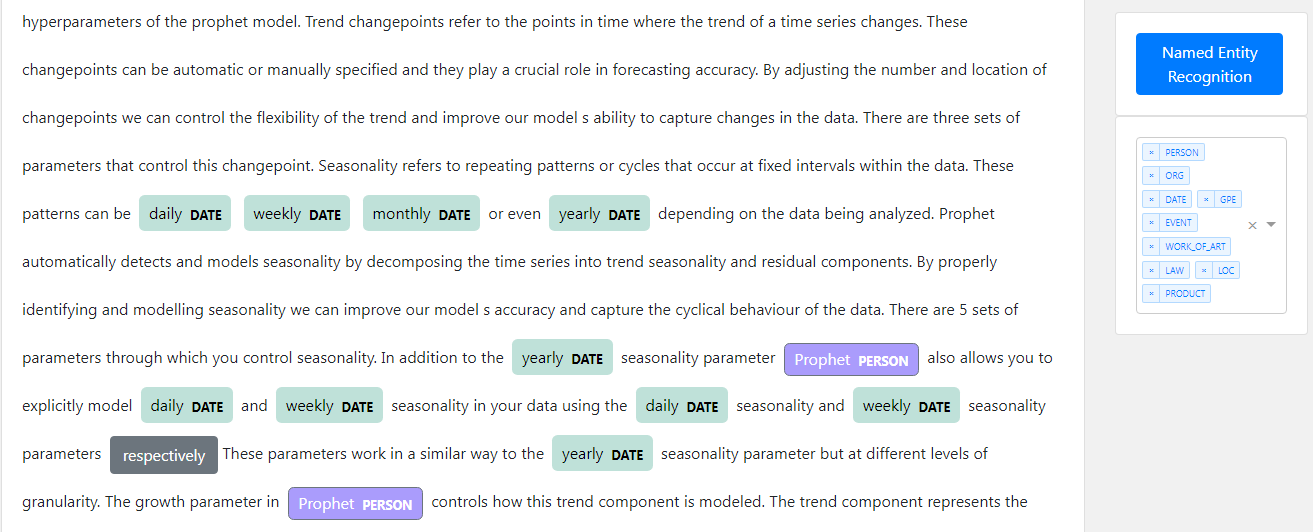 hyperparameters of the prophet model. Trend changepoints refer to the points in time where the trend of a time series changes. These
changepoints can be automatic or manually specified and they play a crucial role in forecasting accuracy. By adjusting the number and location of
changepoints we can control the flexibility of the trend and improve our model s ability to capture changes in the data. There are three sets of
parameters that control this changepoint. Seasonality refers to repeating patterns or cycles that occur at fixed intervals within the data. These
patterns can be daily DATE weekly DATE monthly DATE or even yearly DATE depending on the data being analyzed. Prophet
automatically detects and models seasonality by decomposing the time series into trend seasonality and residual components. By properly
identifying and modelling seasonality we can improve our model s accuracy and capture the cyclical behaviour of the data. There are 5 sets of
parameters through which you control seasonality. In addition to the yearly DATE seasonality parameter Prophet PERSON also allows you to
explicitly model daily DATE and weekly DATE seasonality in your data using the daily DATE seasonality and weekly DATE seasonality
parameters respectively These parameters work in a similar way to the yearly DATE seasonality parameter but at different levels of
granularity. The growth parameter in Prophet PERSON controls how this trend component is modeled. The trend component represents the
Named Entity
Recognition
× PERSON
× ORG
× DATE × GPE
× EVENT
× WORK_OF_ART
× LAW × LOC
× PRODUCT